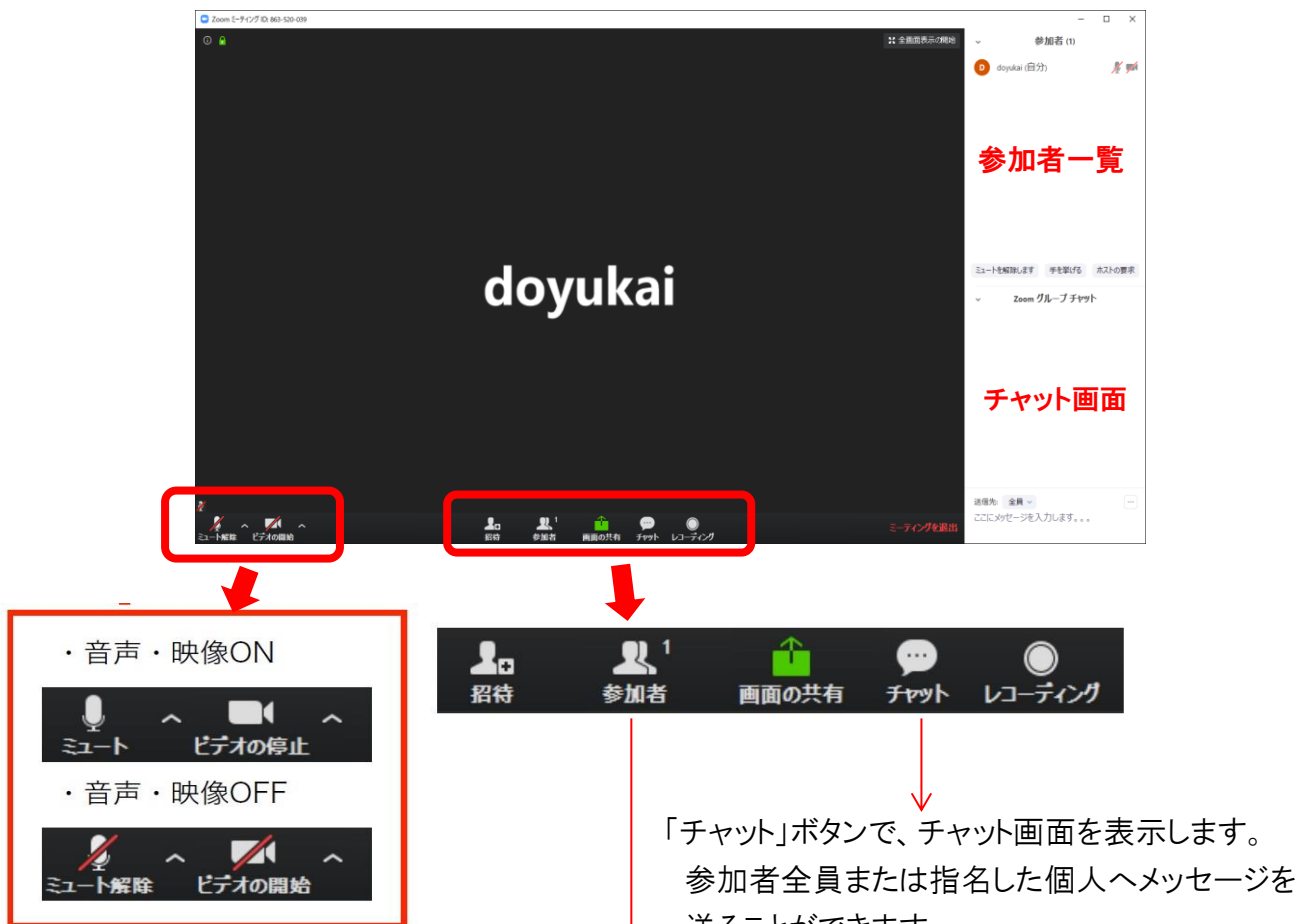 Zoom ミーティング ID: 863-520-039
全画面表示の開始
参加者 (1)
D doyukai (自分)
参加者一覧
doyukai
ミュートを解除します 手を挙げる ホストの要求
Zoom グループ チャット
チャット画面
送信先: 全員
ここにメッセージを入力します。。。
ミュート解除 ビデオの開始 招待 参加者 1 画面の共有 チャット レコーディング ミーティングを退出
・音声・映像ON
ミュート ビデオの停止
・音声・映像OFF
ミュート解除 ビデオの開始
招待 参加者 1 画面の共有 チャット レコーディング
「チャット」ボタンで、チャット画面を表示します。
参加者全員または指名した個人へメッセージを
送ることができます